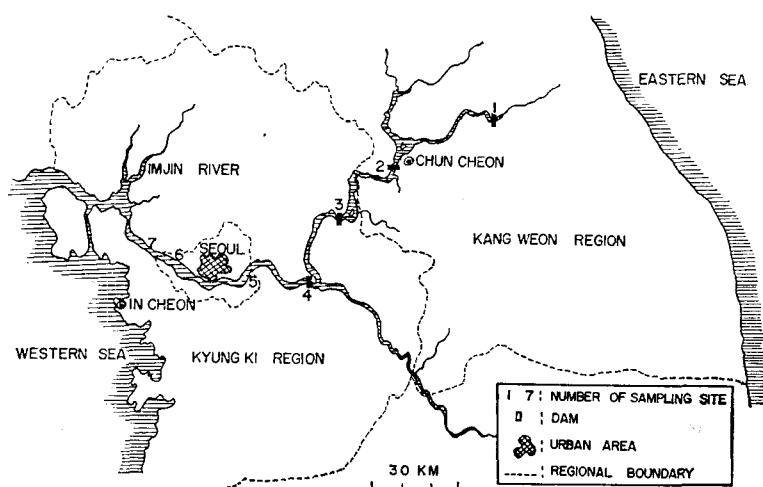 EASTERN SEA
1
IMJIN RIVER
2
CHUN CHEON
3
KANG WEON REGION
7
6
SEOUL
5
4
IN CHEON
WESTERN SEA
KYUNG KI REGION
1 7 : NUMBER OF SAMPLING SITE
: DAM
: URBAN AREA
: REGIONAL BOUNDARY
30 KM